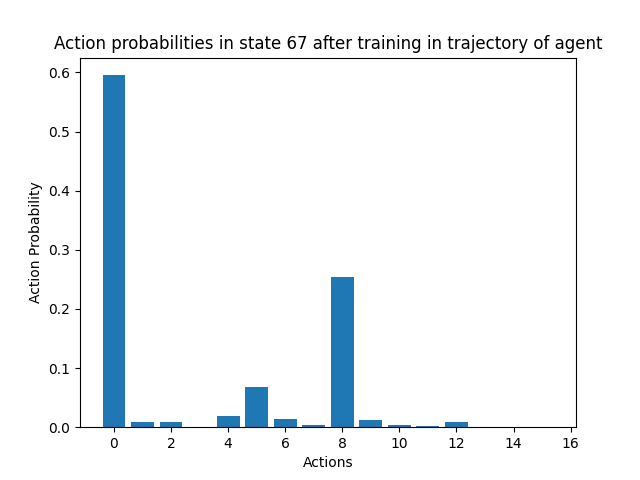 Action probabilities in state 67 after training in trajectory of agent
0.6
0.5
0.4
0.3
0.2
0.1
0.0
Action Probability
0 2 4 6 8 10 12 14 16
Actions